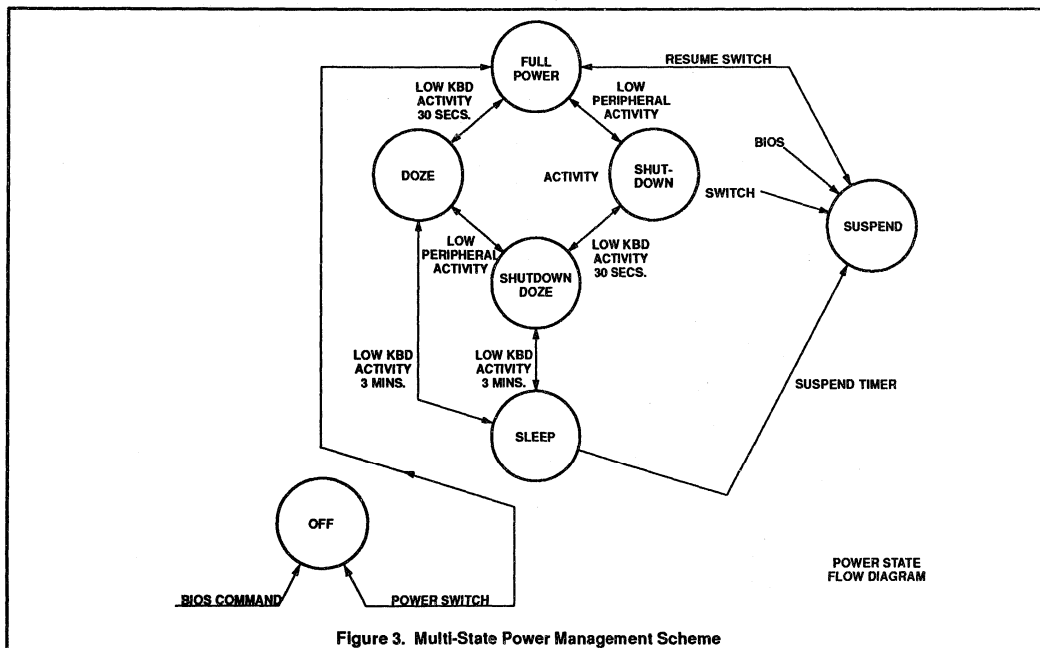 FULL
POWER
RESUME SWITCH
LOW KBD
ACTIVITY
30 SECS.
LOW
PERIPHERAL
ACTIVITY
DOZE
ACTIVITY
SHUT-
DOWN
BIOS
SWITCH
SUSPEND
LOW
PERIPHERAL
ACTIVITY
SHUTDOWN
DOZE
LOW KBD
ACTIVITY
30 SECS.
LOW KBD
ACTIVITY
3 MINS.
LOW KBD
ACTIVITY
3 MINS.
SUSPEND TIMER
SLEEP
OFF
BIOS COMMAND
POWER SWITCH
POWER STATE
FLOW DIAGRAM
Figure 3. Multi-State Power Management Scheme